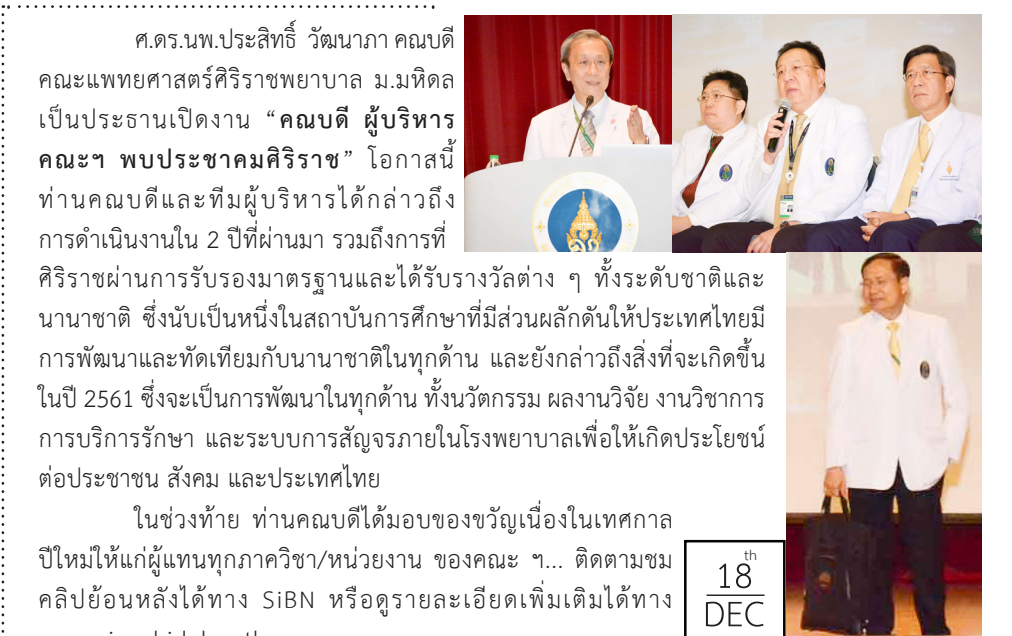 ศ.ดร.นพ.ประสิทธิ์ วัฒนาภา คณบดี
คณะแพทยศาสตร์ศิริราชพยาบาล ม.มหิดล
เป็นประธานเปิดงาน “คณบดี ผู้บริหาร
คณะฯ พบประชาคมศิริราช” โอกาสนี้
ท่านคณบดีและทีมผู้บริหารได้กล่าวถึง
การดำเนินงานใน 2 ปีที่ผ่านมา รวมถึงการที่
ศิริราชผ่านการรับรองมาตรฐานและได้รับรางวัลต่าง ๆ ทั้งระดับชาติและ
นานาชาติ ซึ่งนับเป็นหนึ่งในสถาบันการศึกษาที่มีส่วนผลักดันให้ประเทศไทยมี
การพัฒนาและทัดเทียมกับนานาชาติในทุกด้าน และยังกล่าวถึงสิ่งที่จะเกิดขึ้น
ในปี 2561 ซึ่งจะเป็นการพัฒนาในทุกด้าน ทั้งนวัตกรรม ผลงานวิจัย งานวิชาการ
การบริการรักษา และระบบการสัญจรภายในโรงพยาบาลเพื่อให้เกิดประโยชน์
ต่อประชาชน สังคม และประเทศไทย
ในช่วงท้าย ท่านคณบดีได้มอบของขวัญเนื่องในเทศกาล
ปีใหม่ให้แก่ผู้แทนทุกภาควิชา/หน่วยงาน ของคณะ ฯ... ติดตามชม
คลิปย้อนหลังได้ทาง SiBN หรือดูรายละเอียดเพิ่มเติมได้ทาง
18th
DEC